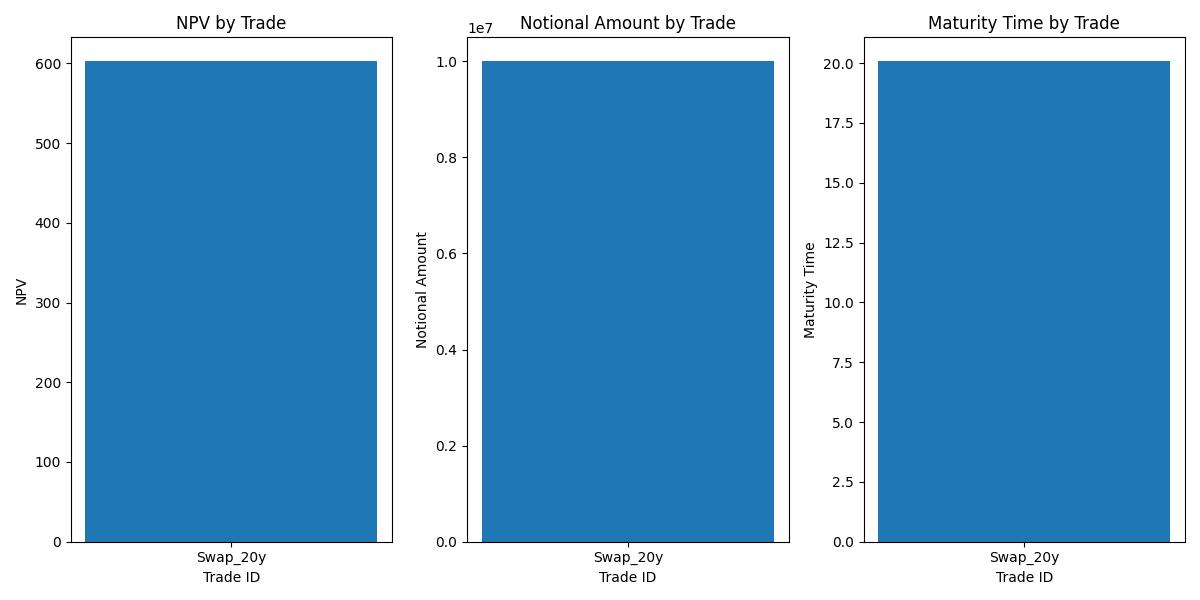 NPV by Trade
NPV
600
500
400
300
200
100
0
Swap_20y
Trade ID
Notional Amount by Trade
1e7
Notional Amount
1.0
0.8
0.6
0.4
0.2
0.0
Swap_20y
Trade ID
Maturity Time by Trade
Maturity Time
20.0
17.5
15.0
12.5
10.0
7.5
5.0
2.5
0.0
Swap_20y
Trade ID